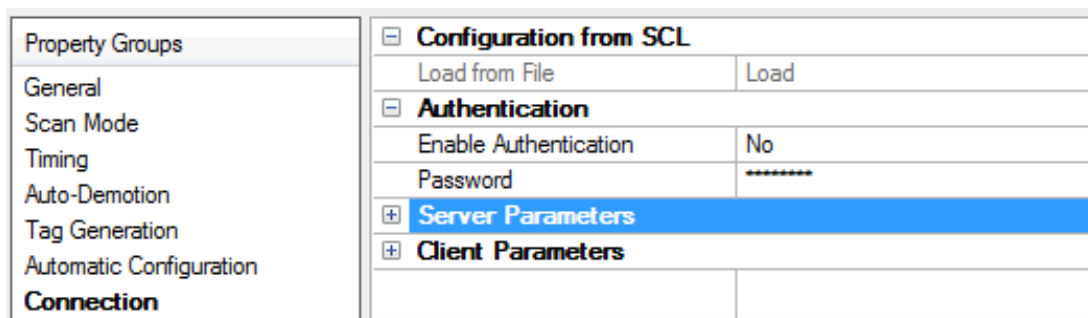 Property Groups
General
Scan Mode
Timing
Auto-Demotion
Tag Generation
Automatic Configuration
Connection
Configuration from SCL
Load from File Load
Authentication
Enable Authentication No
Password ********
Server Parameters
Client Parameters